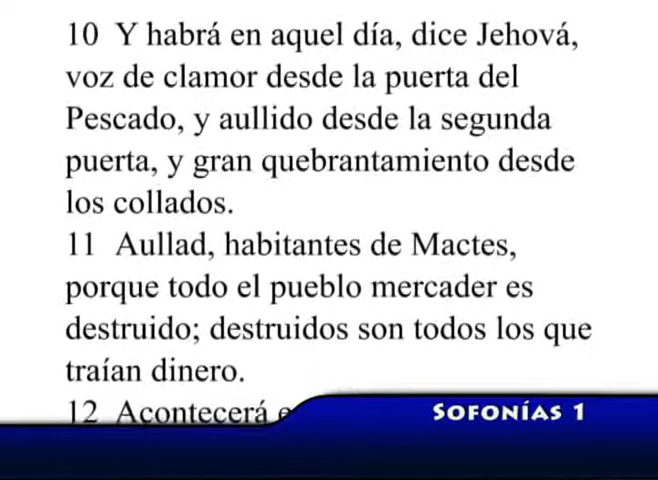 10 Y habrá en aquel día, dice Jehová,
voz de clamor desde la puerta del
Pescado, y aullido desde la segunda
puerta, y gran quebrantamiento desde
los collados.
11 Aullad, habitantes de Mactes,
porque todo el pueblo mercader es
destruido; destruidos son todos los que
traían dinero.
12 Acontecerá
SOFONÍAS 1